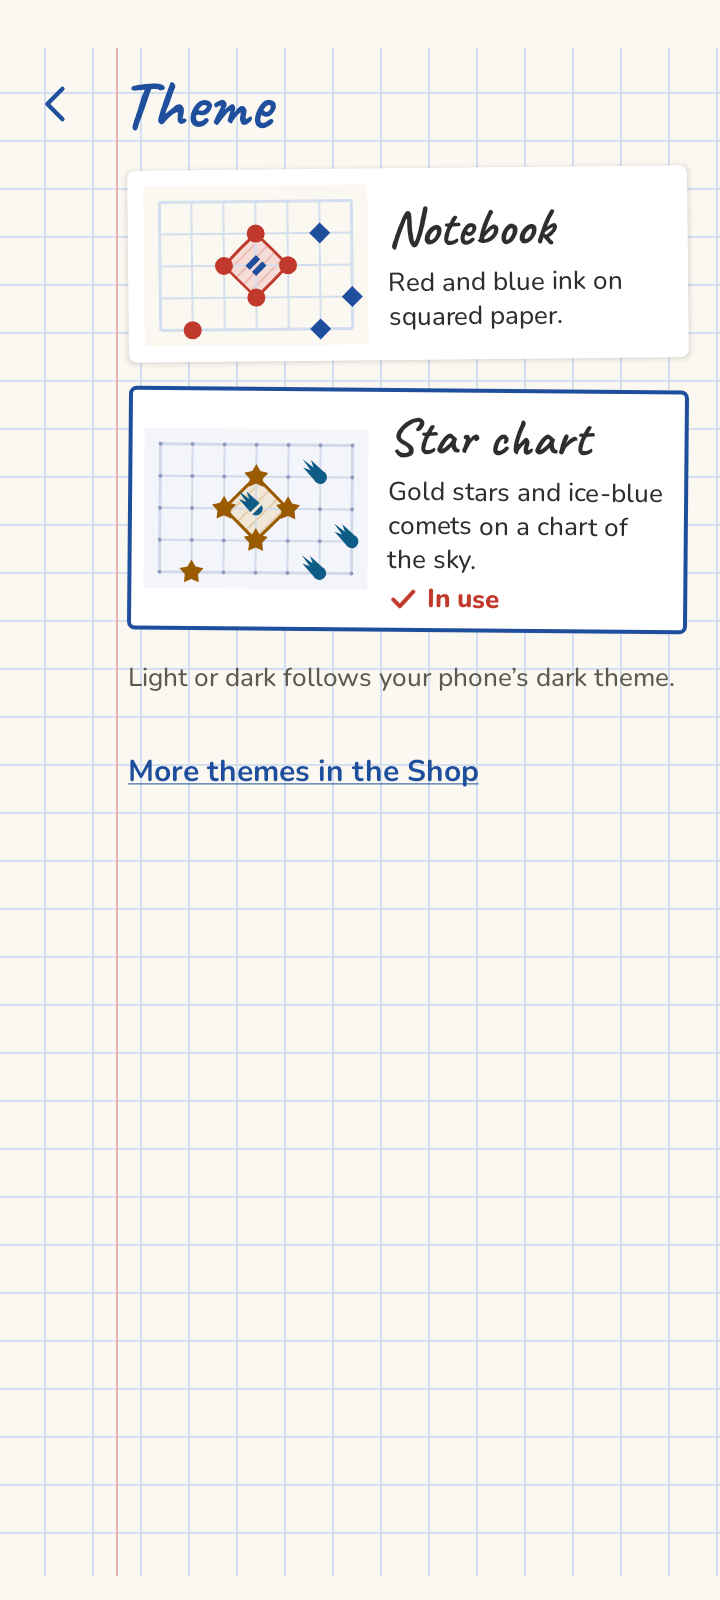 Theme
Notebook
Red and blue ink on
squared paper.
Star chart
Gold stars and ice-blue
comets on a chart of
the sky.
In use
Light or dark follows your phone’s dark theme.
More themes in the Shop